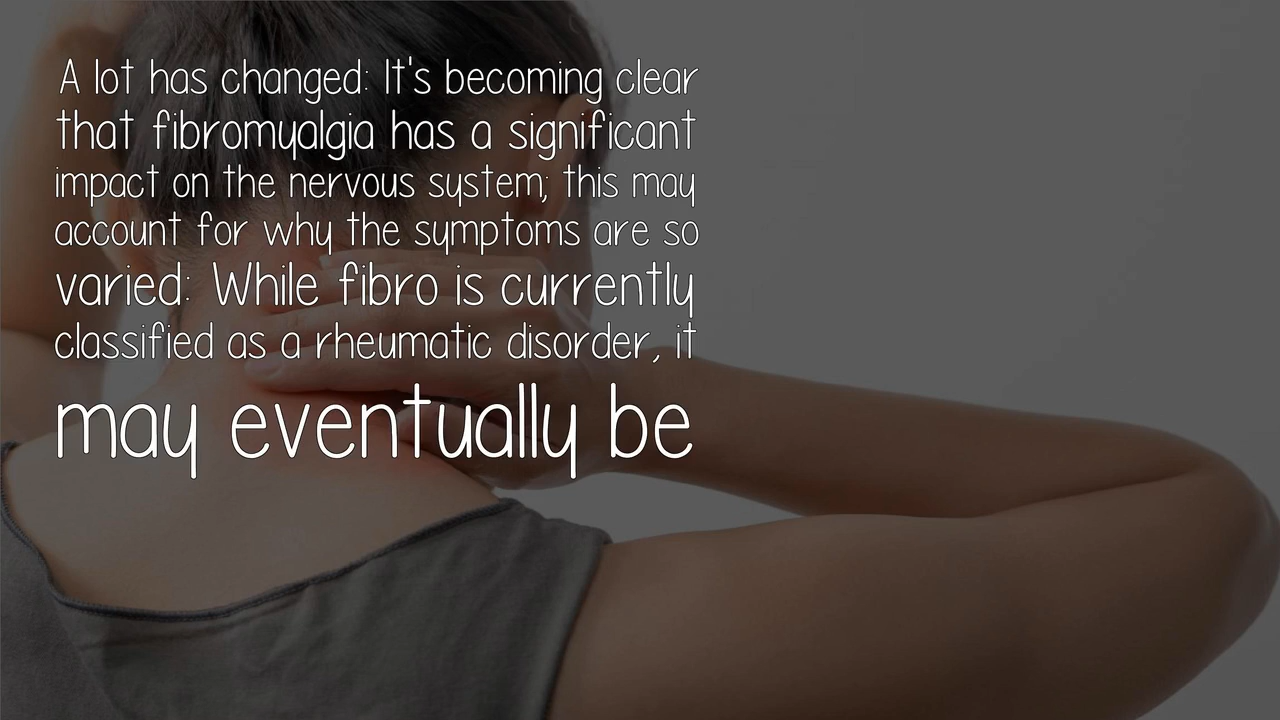 A lot has changed: It's becoming clear
that fibromyalgia has a significant
impact on the nervous system; this may
account for why the symptoms are so
varied: While fibro is currently
classified as a rheumatic disorder, it
may eventually be